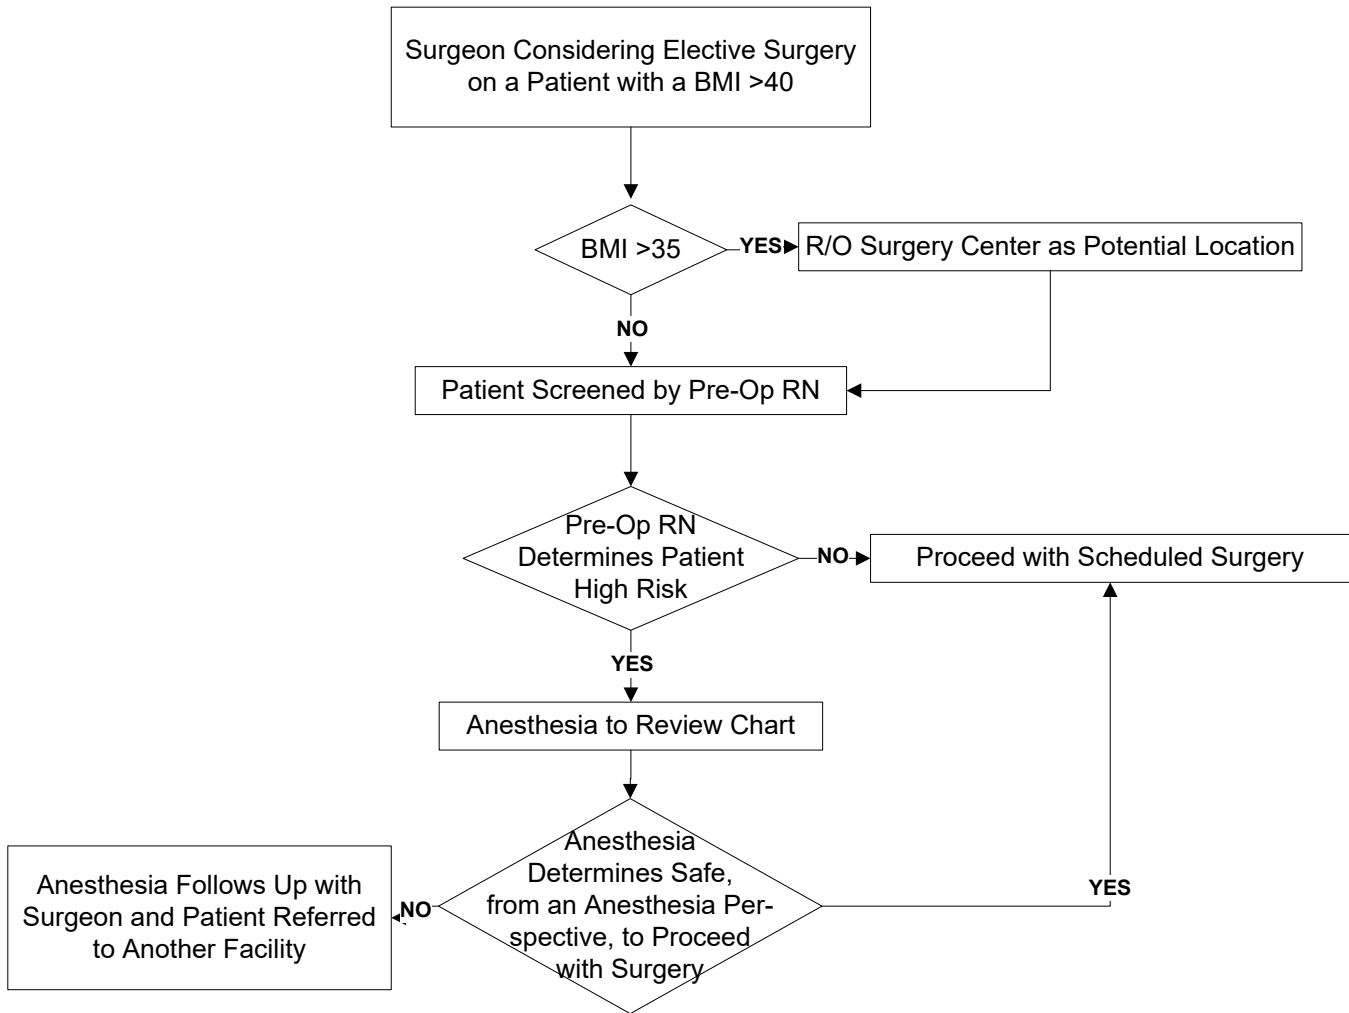 Surgeon Considering Elective Surgery
on a Patient with a BMI >40
BMI >35
YES
R/O Surgery Center as Potential Location
NO
Patient Screened by Pre-Op RN
Pre-Op RN
Determines Patient
High Risk
NO
Proceed with Scheduled Surgery
YES
Anesthesia to Review Chart
Anesthesia
Determines Safe,
from an Anesthesia Per-
spective, to Proceed
with Surgery
YES
NO
Anesthesia Follows Up with
Surgeon and Patient Referred
to Another Facility